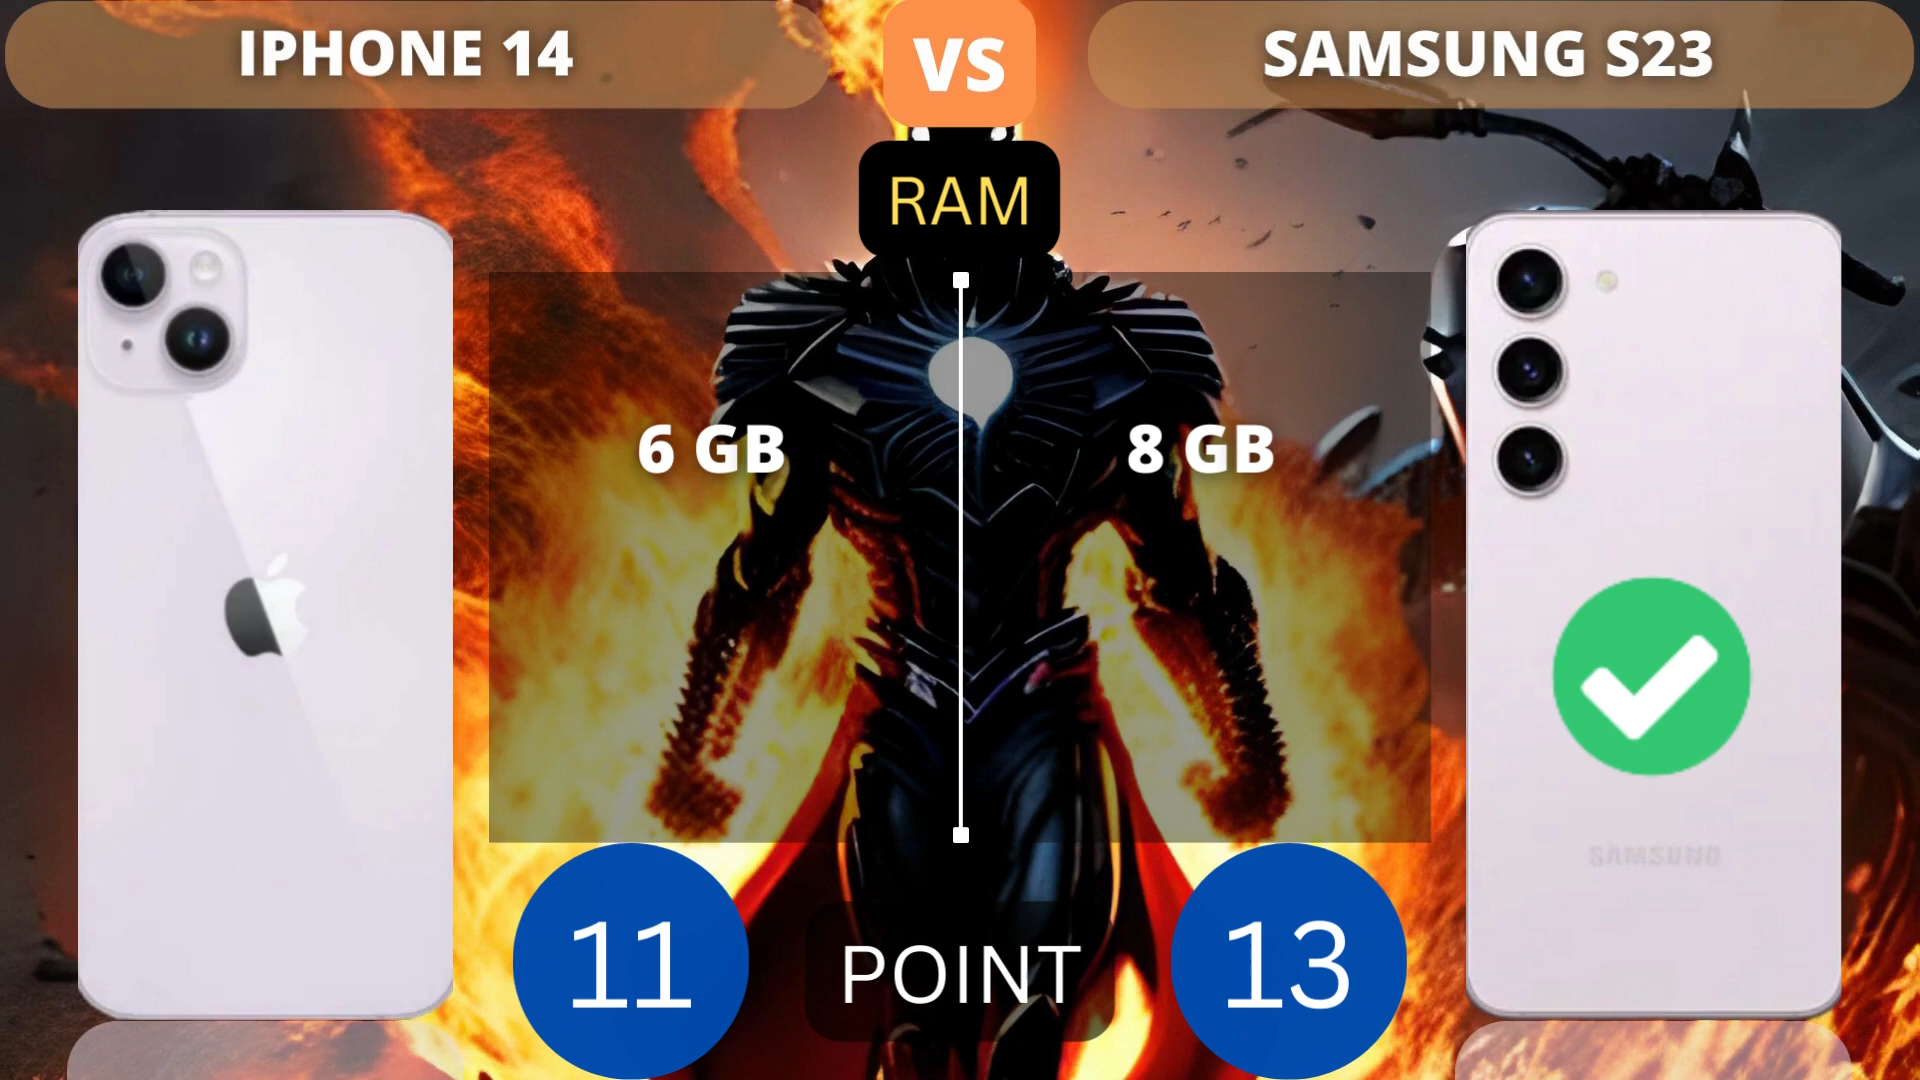 IPHONE 14
VS
SAMSUNG S23
RAM
6 GB
8 GB
SAMSUNG
11
POINT
13